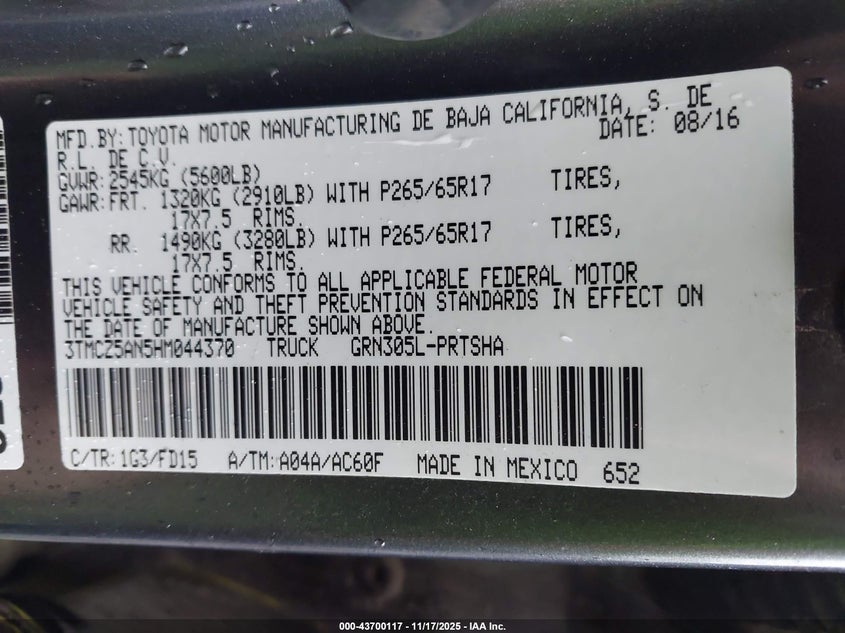 MFD.BY:TOYOTA MOTOR MANUFACTURING DE BAJA CALIFORNIA, S. DE
R.L. DE C.V. DATE: 08/16
GVWR:2545KG (5600LB)
GAWR:FRT. 1320KG (2910LB) WITH P265/65R17 TIRES,
17X7.5 RIMS.
RR. 1490KG (3280LB) WITH P265/65R17 TIRES,
17X7.5 RIMS.
THIS VEHICLE CONFORMS TO ALL APPLICABLE FEDERAL MOTOR
VEHICLE SAFETY AND THEFT PREVENTION STANDARDS IN EFFECT ON
THE DATE OF MANUFACTURE SHOWN ABOVE.
3TMCZ5AN5HM044370 TRUCK GRN305L-PRTSHA
C/TR:1G3/FD15 A/TM:A04A/AC60F MADE IN MEXICO 652
000-43700117 - 11/17/2025 - IAA Inc.